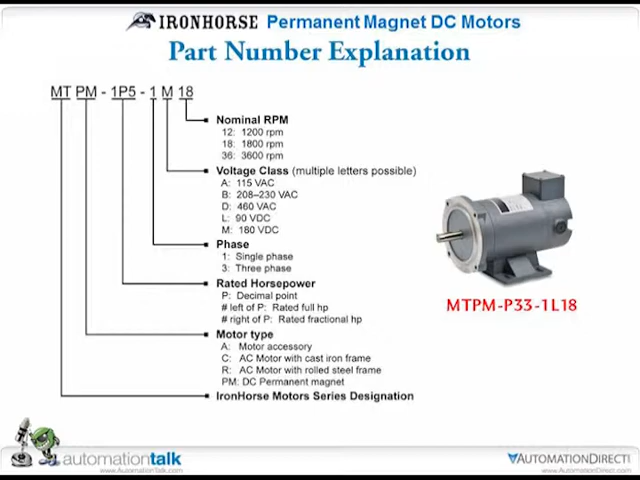 IRONHORSE Permanent Magnet DC Motors
Part Number Explanation
MT PM - 1P5 - 1 M 18
Nominal RPM
12: 1200 rpm
18: 1800 rpm
36: 3600 rpm
Voltage Class (multiple letters possible)
A: 115 VAC
B: 208–230 VAC
D: 460 VAC
L: 90 VDC
M: 180 VDC
Phase
1: Single phase
3: Three phase
Rated Horsepower
P: Decimal point
# left of P: Rated full hp
# right of P: Rated fractional hp
MTPM-P33-1L18
Motor type
A: Motor accessory
C: AC Motor with cast iron frame
R: AC Motor with rolled steel frame
PM: DC Permanent magnet
IronHorse Motors Series Designation
automationtalk
www.AutomationTalk.com
AUTOMATIONDIRECT!
www.AutomationDirect.com